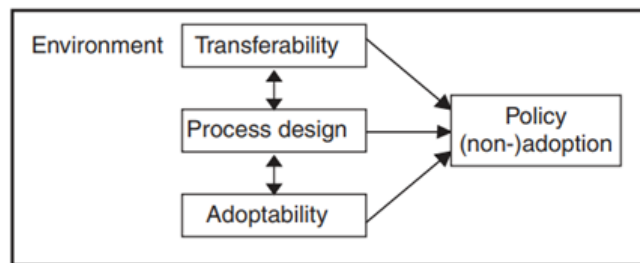 Environment
Transferability
Process design
Adoptability
Policy
(non-)adoption